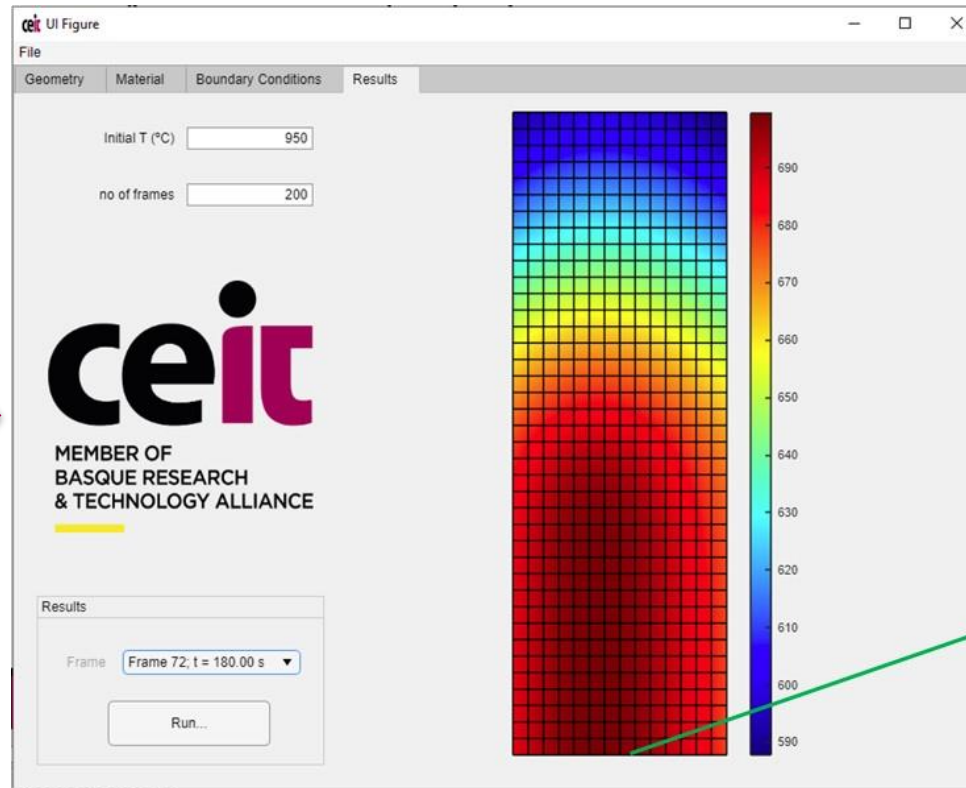 ceit UI Figure
File
Geometry Material Boundary Conditions Results
Initial T (ºC) 950
no of frames 200
ceit
MEMBER OF
BASQUE RESEARCH
& TECHNOLOGY ALLIANCE
Results
Frame Frame 72; t = 180.00 s
Run...
690
680
670
660
650
640
630
620
610
600
590